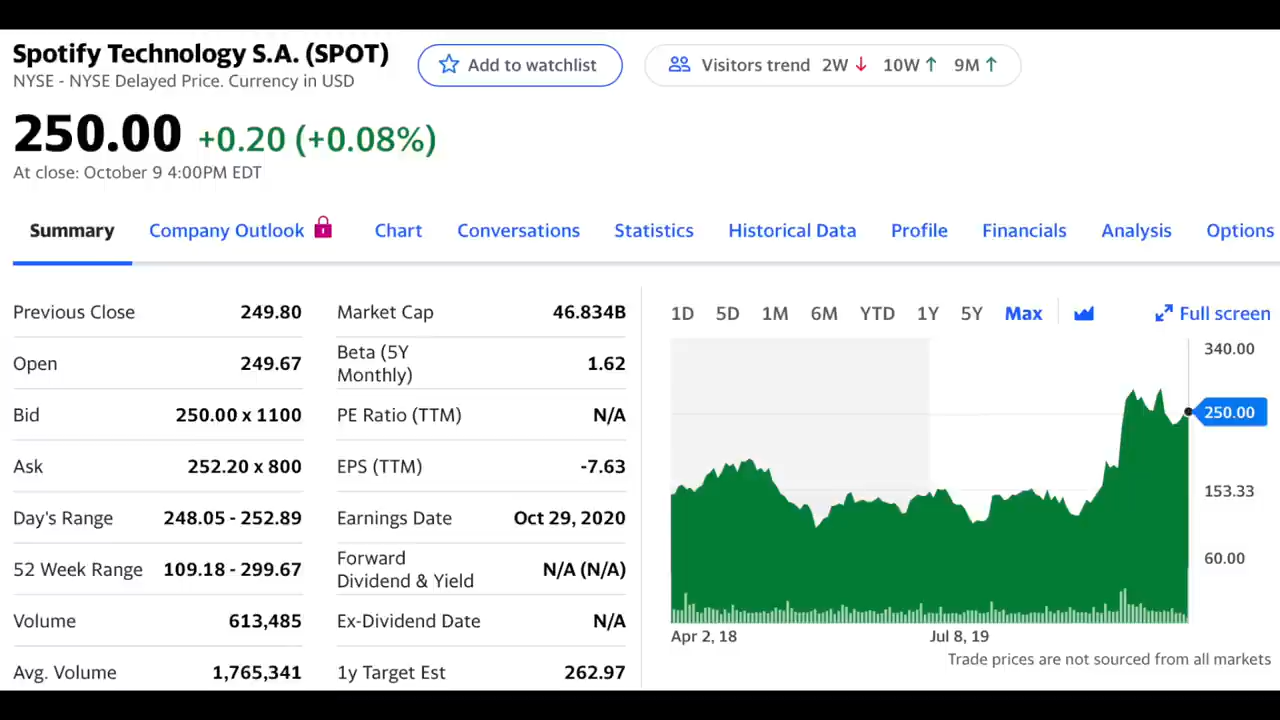 Spotify Technology S.A. (SPOT)
Add to watchlist
Visitors trend 2W ↓ 10W ↑ 9M ↑
NYSE - NYSE Delayed Price. Currency in USD
250.00 +0.20 (+0.08%)
At close: October 9 4:00PM EDT
Summary Company Outlook Chart Conversations Statistics Historical Data Profile Financials Analysis Options
Previous Close 249.80
Open 249.67
Bid 250.00 x 1100
Ask 252.20 x 800
Day's Range 248.05 - 252.89
52 Week Range 109.18 - 299.67
Volume 613,485
Avg. Volume 1,765,341
Market Cap 46.834B
Beta (5Y
Monthly) 1.62
PE Ratio (TTM) N/A
EPS (TTM) -7.63
Earnings Date Oct 29, 2020
Forward
Dividend & Yield N/A (N/A)
Ex-Dividend Date N/A
1y Target Est 262.97
1D 5D 1M 6M YTD 1Y 5Y Max Full screen
340.00
250.00
153.33
60.00
Apr 2, 18 Jul 8, 19
Trade prices are not sourced from all markets